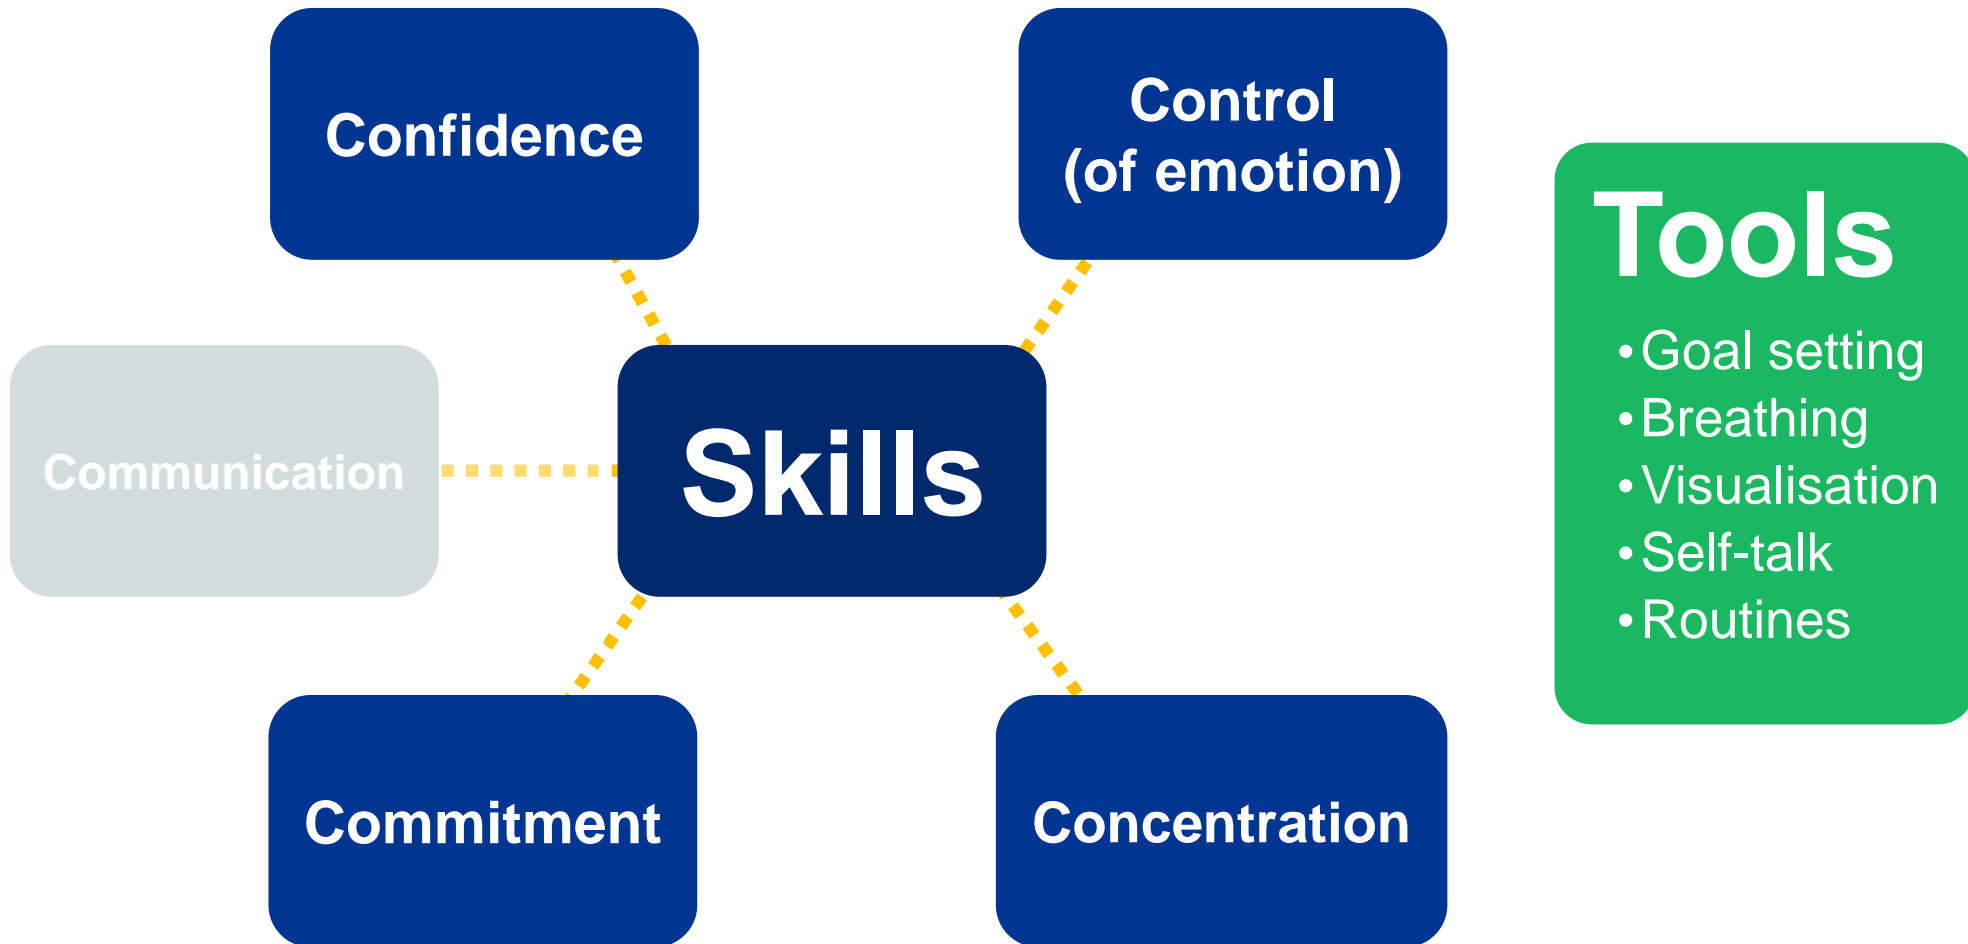 Confidence
Control
(of emotion)
Communication
Skills
Commitment
Concentration
Tools
•Goal setting
•Breathing
•Visualisation
•Self-talk
•Routines